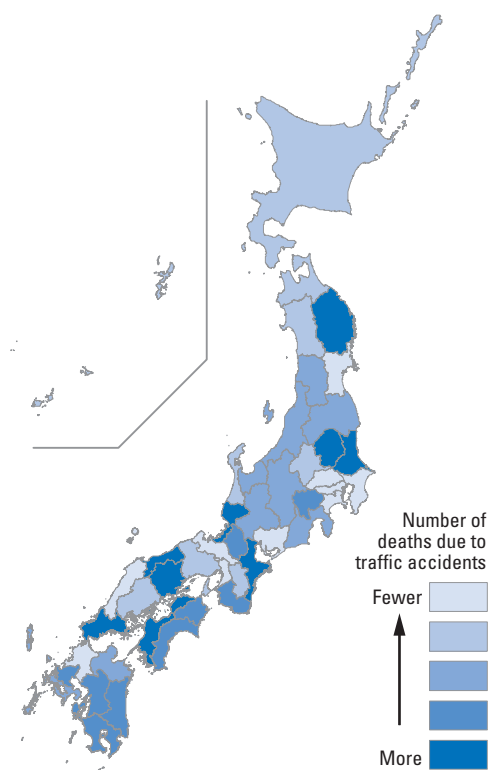 Number of
deaths due to
traffic accidents
Fewer
More